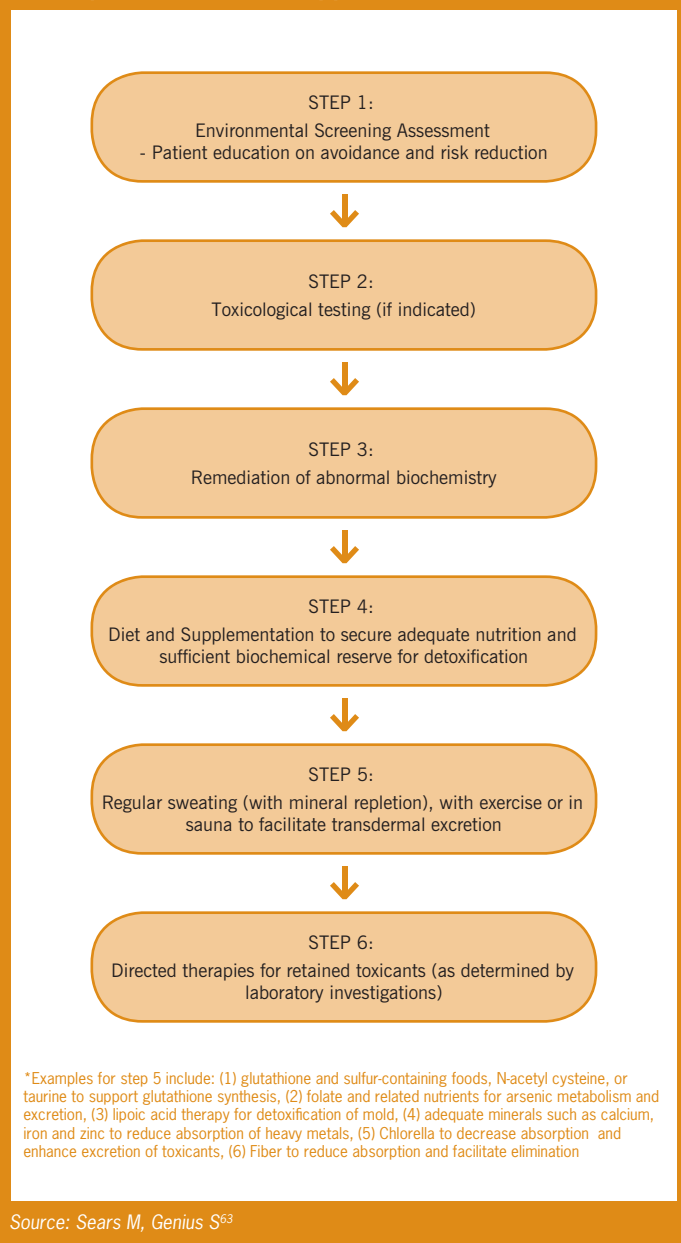 STEP 1:
Environmental Screening Assessment
- Patient education on avoidance and risk reduction
STEP 2:
Toxicological testing (if indicated)
STEP 3:
Remediation of abnormal biochemistry
STEP 4:
Diet and Supplementation to secure adequate nutrition and
sufficient biochemical reserve for detoxification
STEP 5:
Regular sweating (with mineral repletion), with exercise or in
sauna to facilitate transdermal excretion
STEP 6:
Directed therapies for retained toxicants (as determined by
laboratory investigations)
*Examples for step 5 include: (1) glutathione and sulfur-containing foods, N-acetyl cysteine, or
taurine to support glutathione synthesis, (2) folate and related nutrients for arsenic metabolism and
excretion, (3) lipoic acid therapy for detoxification of mold, (4) adequate minerals such as calcium,
iron and zinc to reduce absorption of heavy metals, (5) Chlorella to decrease absorption and
enhance excretion of toxicants, (6) Fiber to reduce absorption and facilitate elimination
Source: Sears M, Genius S63